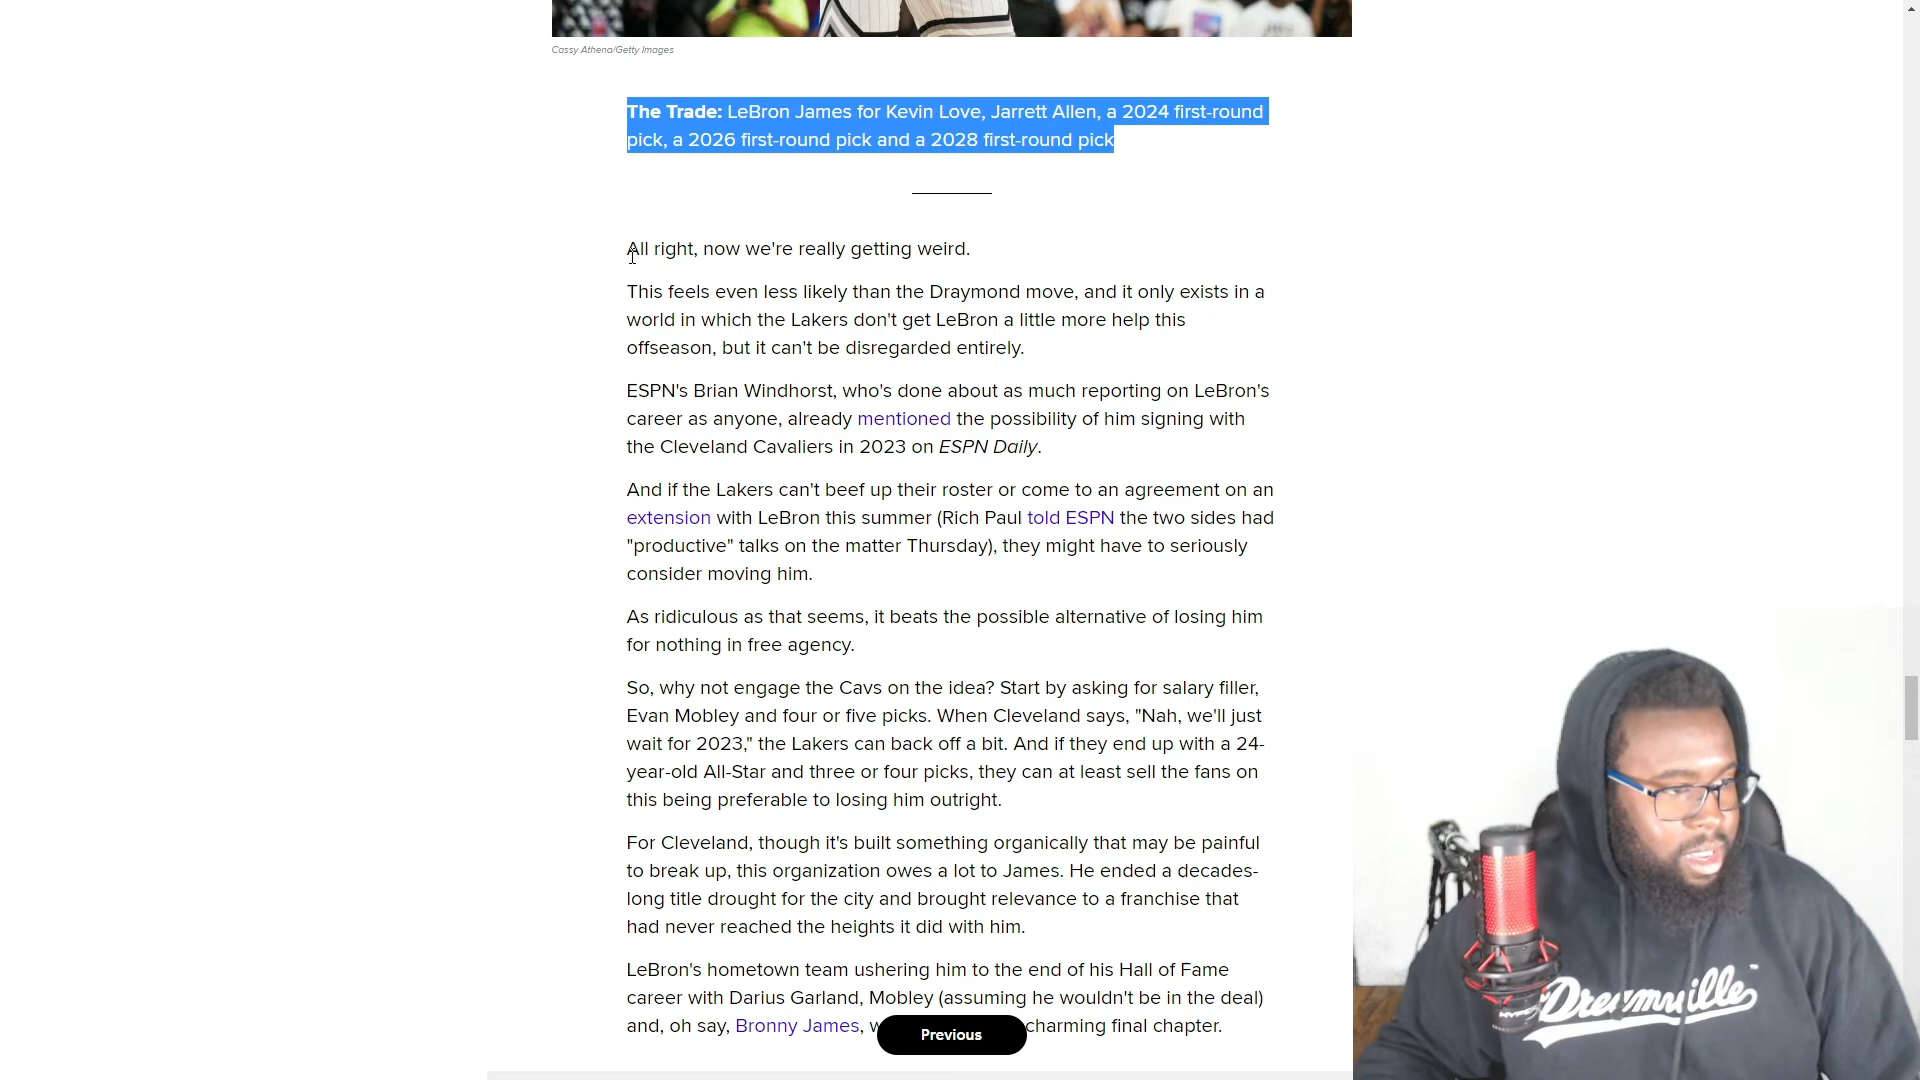 Cassy Athena/Getty Images
The Trade: LeBron James for Kevin Love, Jarrett Allen, a 2024 first-round
pick, a 2026 first-round pick and a 2028 first-round pick
All right, now we're really getting weird.
This feels even less likely than the Draymond move, and it only exists in a
world in which the Lakers don't get LeBron a little more help this
offseason, but it can't be disregarded entirely.
ESPN's Brian Windhorst, who's done about as much reporting on LeBron's
career as anyone, already mentioned the possibility of him signing with
the Cleveland Cavaliers in 2023 on ESPN Daily.
And if the Lakers can't beef up their roster or come to an agreement on an
extension with LeBron this summer (Rich Paul told ESPN the two sides had
"productive" talks on the matter Thursday), they might have to seriously
consider moving him.
As ridiculous as that seems, it beats the possible alternative of losing him
for nothing in free agency.
So, why not engage the Cavs on the idea? Start by asking for salary filler,
Evan Mobley and four or five picks. When Cleveland says, "Nah, we'll just
wait for 2023," the Lakers can back off a bit. And if they end up with a 24-
year-old All-Star and three or four picks, they can at least sell the fans on
this being preferable to losing him outright.
For Cleveland, though it's built something organically that may be painful
to break up, this organization owes a lot to James. He ended a decades-
long title drought for the city and brought relevance to a franchise that
had never reached the heights it did with him.
LeBron's hometown team ushering him to the end of his Hall of Fame
career with Darius Garland, Mobley (assuming he wouldn't be in the deal)
and, oh say, Bronny James, charming final chapter.
Previous
Dreamville